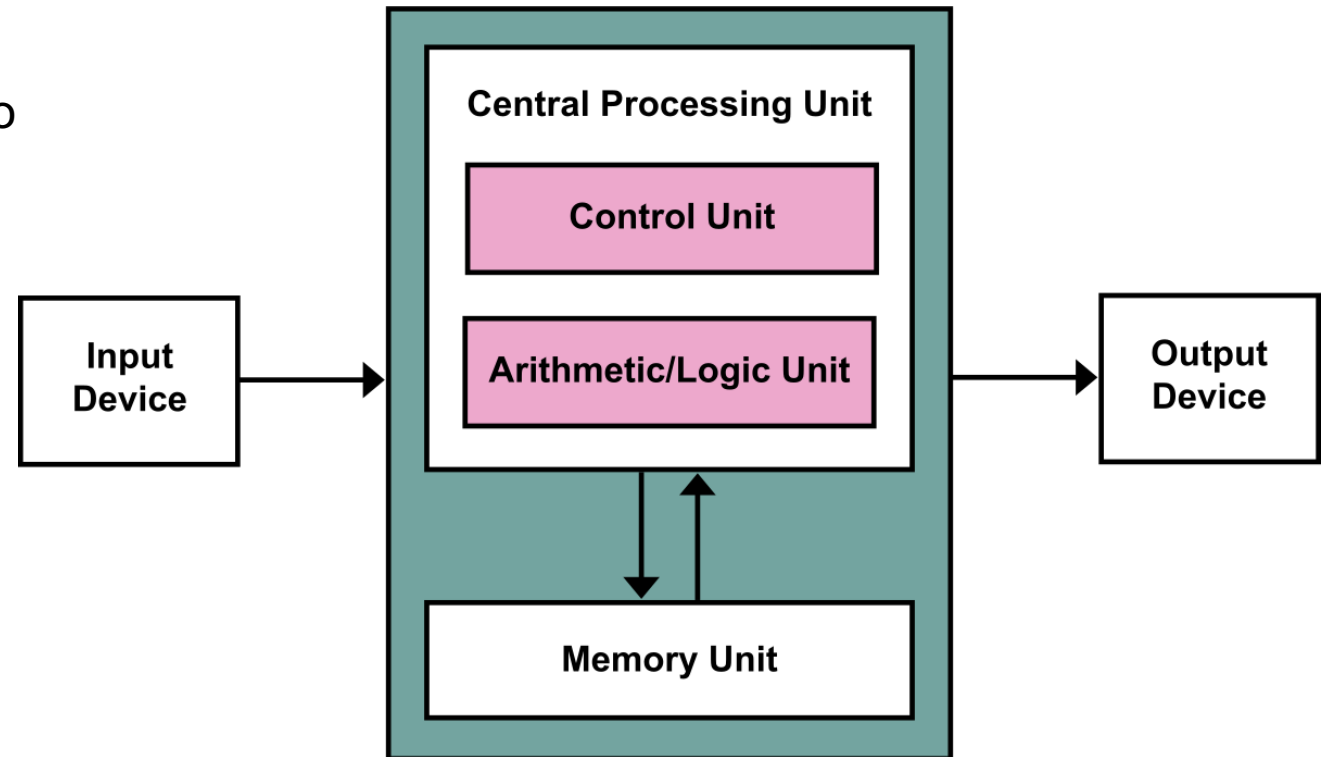 o
Central Processing Unit
Control Unit
Arithmetic/Logic Unit
Input
Device
Output
Device
Memory Unit